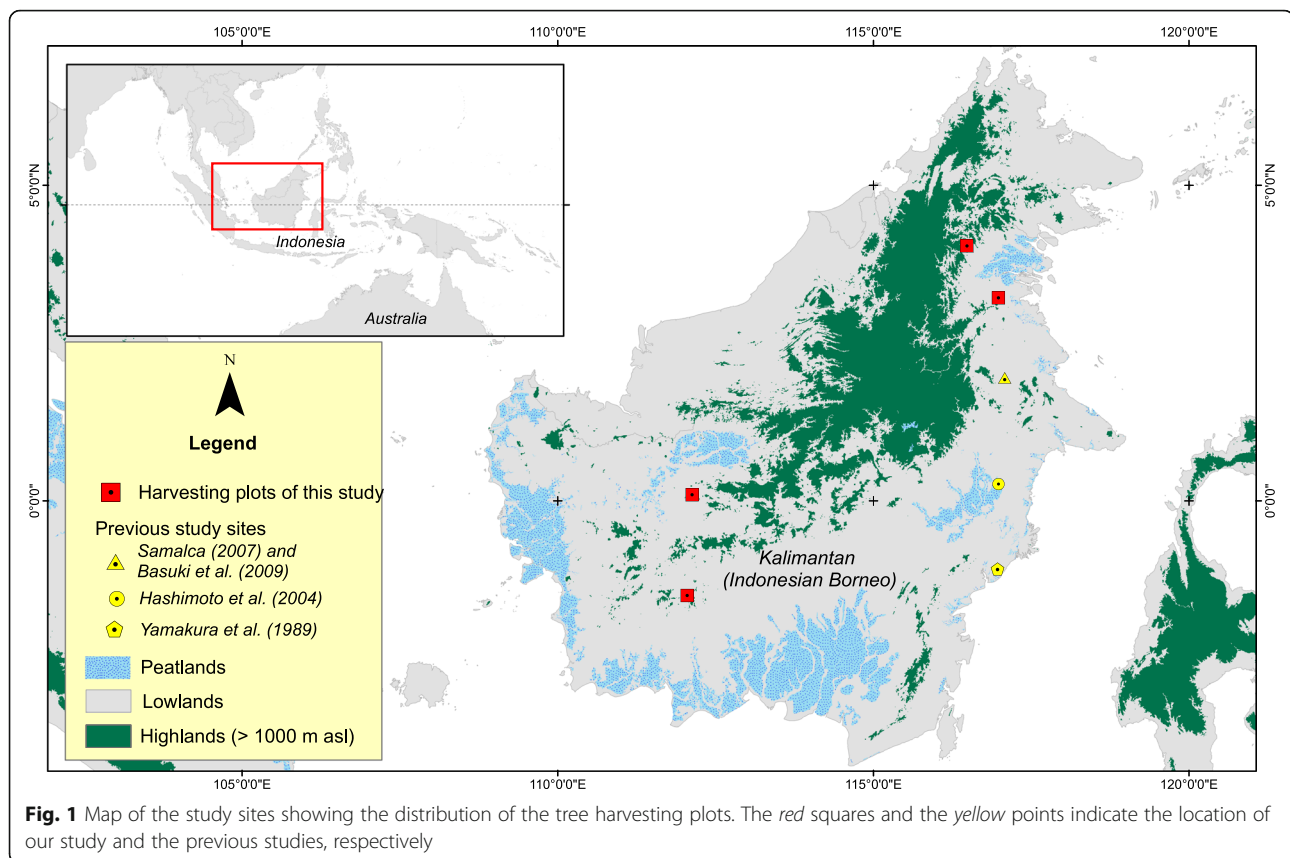 105°0'0"E 110°0'0"E 115°0'0"E 120°0'0"E
5°0'0"N
5°0'0"N
Indonesia
Australia
N
Legend
Harvesting plots of this study
Previous study sites
Samalca (2007) and
Basuki et al. (2009)
Hashimoto et al. (2004)
Yamakura et al. (1989)
Peatlands
Lowlands
Highlands (> 1000 m asl)
0°0'0"
0°0'0"
Kalimantan
(Indonesian Borneo)
105°0'0"E 110°0'0"E 115°0'0"E 120°0'0"E
Fig. 1 Map of the study sites showing the distribution of the tree harvesting plots. The red squares and the yellow points indicate the location of
our study and the previous studies, respectively